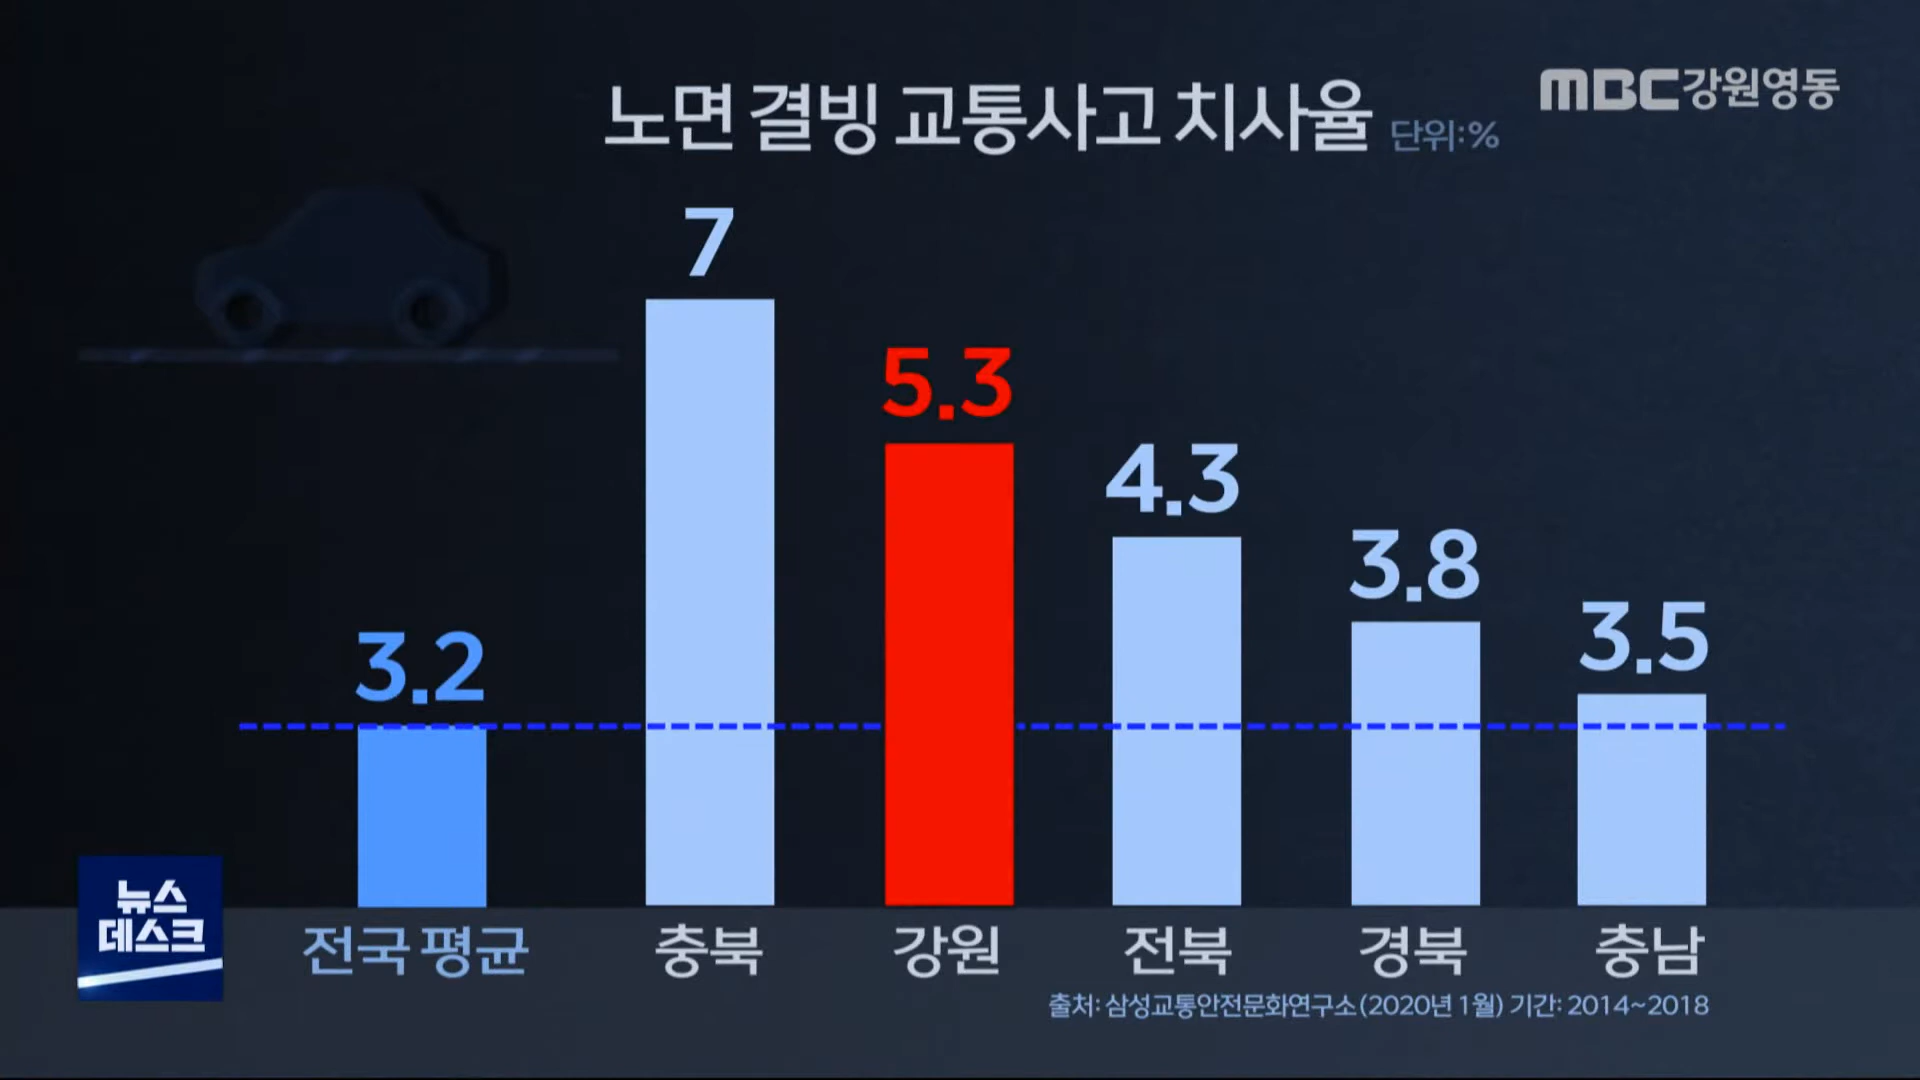 노면 결빙 교통사고 치사율 단위:%
MBC강원영동
7
5.3
4.3
3.8
3.5
3.2
전국 평균
충북
강원
전북
경북
충남
뉴스
데스크
출처: 삼성교통안전문화연구소(2020년 1월) 기간: 2014~2018